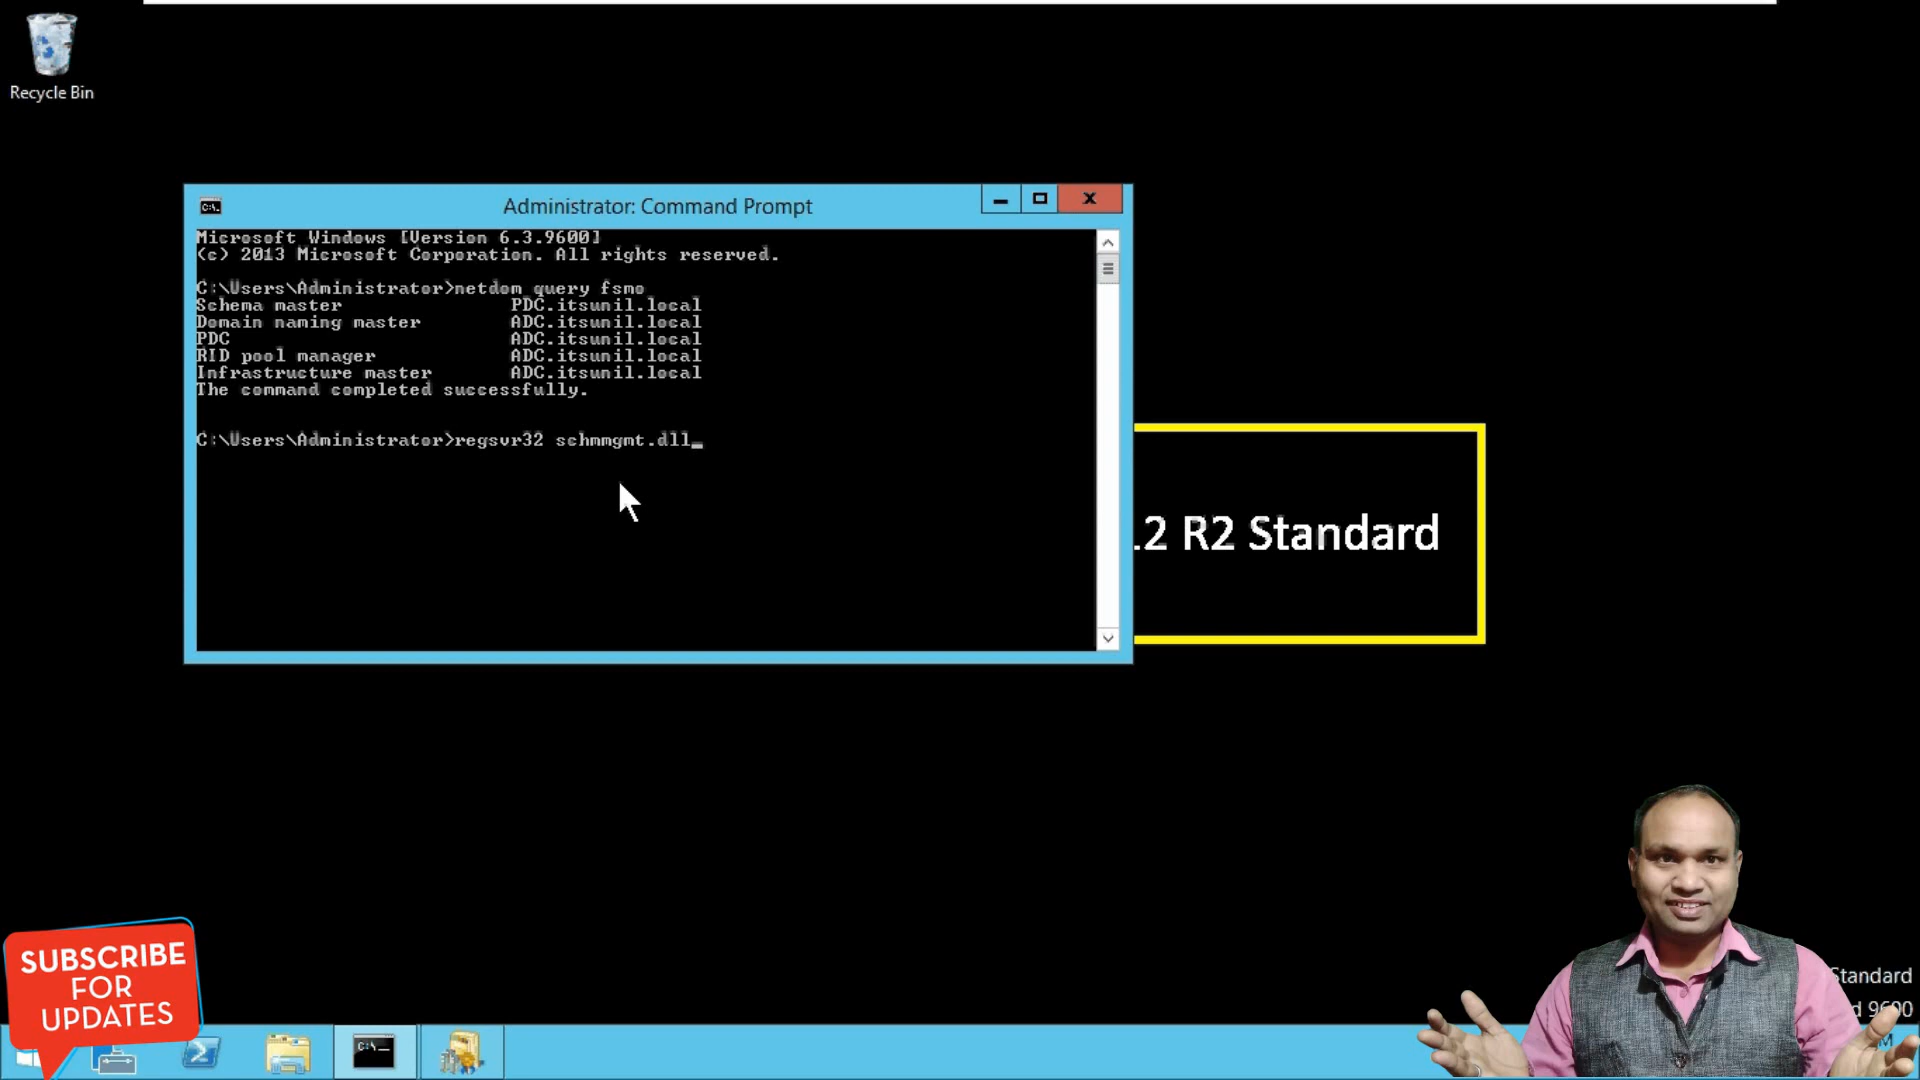 Recycle Bin
Administrator: Command Prompt
Microsoft Windows [Version 6.3.9600]
(c) 2013 Microsoft Corporation. All rights reserved.
C:\Users\Administrator>netdom query fsmo
Schema master PDC.itsunil.local
Domain naming master ADC.itsunil.local
PDC ADC.itsunil.local
RID pool manager ADC.itsunil.local
Infrastructure master ADC.itsunil.local
The command completed successfully.
C:\Users\Administrator>regsvr32 schmmgmt.dll
.2 R2 Standard
SUBSCRIBE
FOR
UPDATES
Standard
d 9600